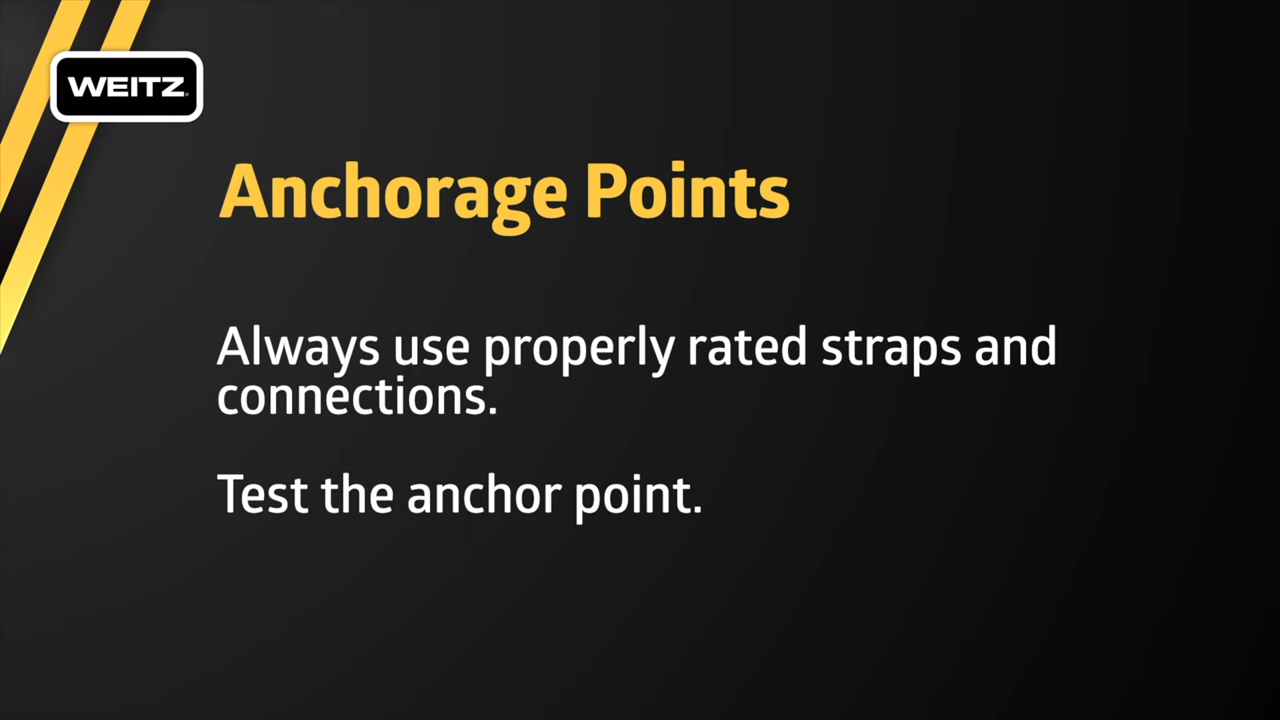 WEITZ
Anchorage Points
Always use properly rated straps and
connections.
Test the anchor point.